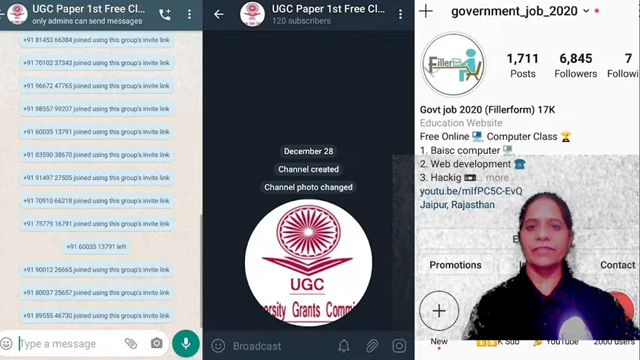 UGC Paper 1st Free Cl...
only admins can send messages
+91 81453 66384 joined using this group's invite link
+91 70102 37343 joined using this group's invite link
+91 96672 47765 joined using this group's invite link
+91 98557 99207 joined using this group's invite link
+91 60035 13791 joined using this group's invite link
+91 83590 38670 joined using this group's invite link
+91 91497 27505 joined using this group's invite link
+91 70910 66218 joined using this group's invite link
+91 75779 16791 joined using this group's invite link
+91 60035 13791 left
+91 90012 26665 joined using this group's invite link
+91 80037 25657 joined using this group's invite link
+91 89555 46730 joined using this group's invite link
Type a message
UGC Paper 1st Free Cl...
120 subscribers
December 28
Channel created
Channel photo changed
UGC
ersity Grants Commi
Broadcast
government_job_2020
Fillerform
1,711
Posts
6,845
Followers
7
Followi
Govt job 2020 (Fillerform) 17K
Education Website
Free Online Computer Class
1. Baisc computer
2. Web development
3. Hackig ... more
youtu.be/mIfPC5C-EvQ
Jaipur, Rajasthan
Promotions
Contact
New
K Sub
YouTube
2000 users